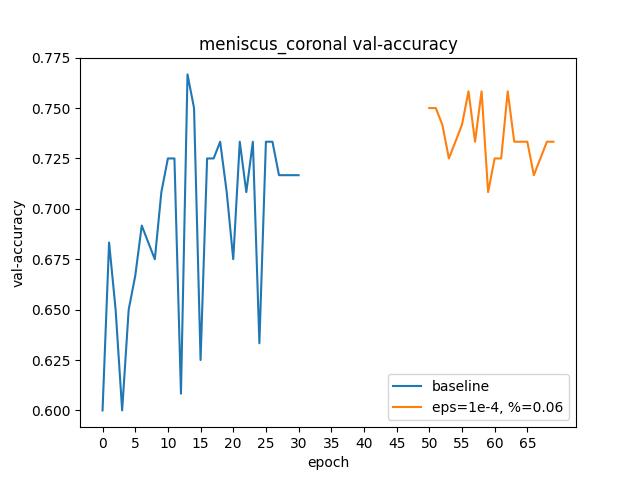 meniscus_coronal val-accuracy
0.775
0.750
0.725
0.700
0.675
0.650
0.625
0.600
val-accuracy
baseline
eps=1e-4, %=0.06
0 5 10 15 20 25 30 35 40 45 50 55 60 65
epoch